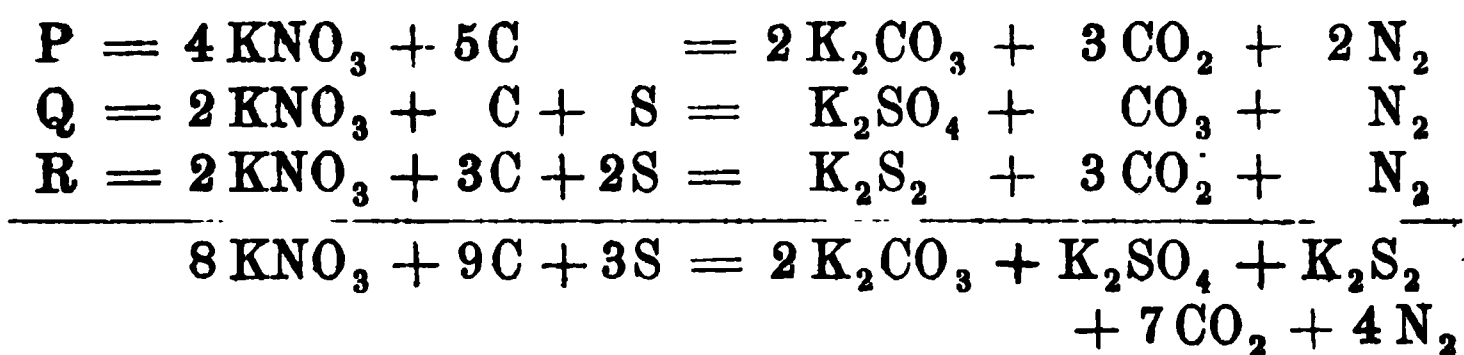 P = 4 KNO₃ + 5C = 2 K₂CO₃ + 3 CO₂ + 2 N₂
Q = 2 KNO₃ + C + S = K₂SO₄ + CO₃ + N₂
R = 2 KNO₃ + 3C + 2S = K₂S₂ + 3 CO₂ + N₂
8 KNO₃ + 9C + 3S = 2 K₂CO₃ + K₂SO₄ + K₂S₂
+ 7 CO₂ + 4 N₂